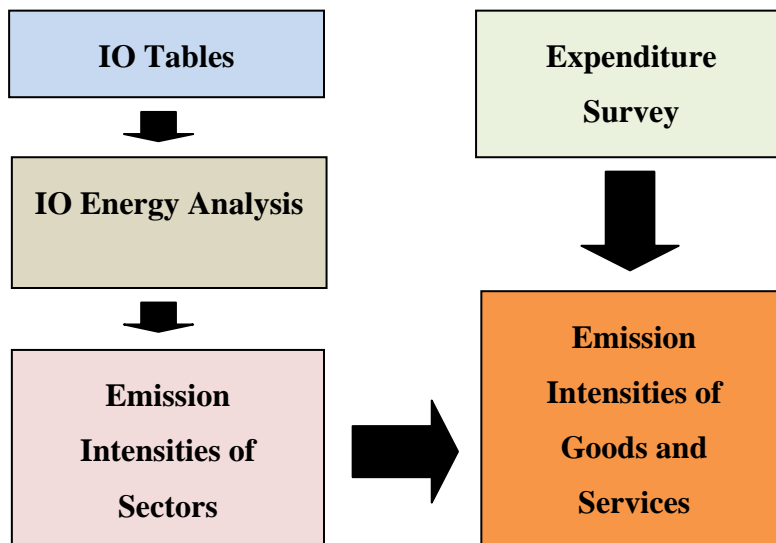 IO Tables
Expenditure
Survey
IO Energy Analysis
Emission
Intensities of
Sectors
Emission
Intensities of
Goods and
Services